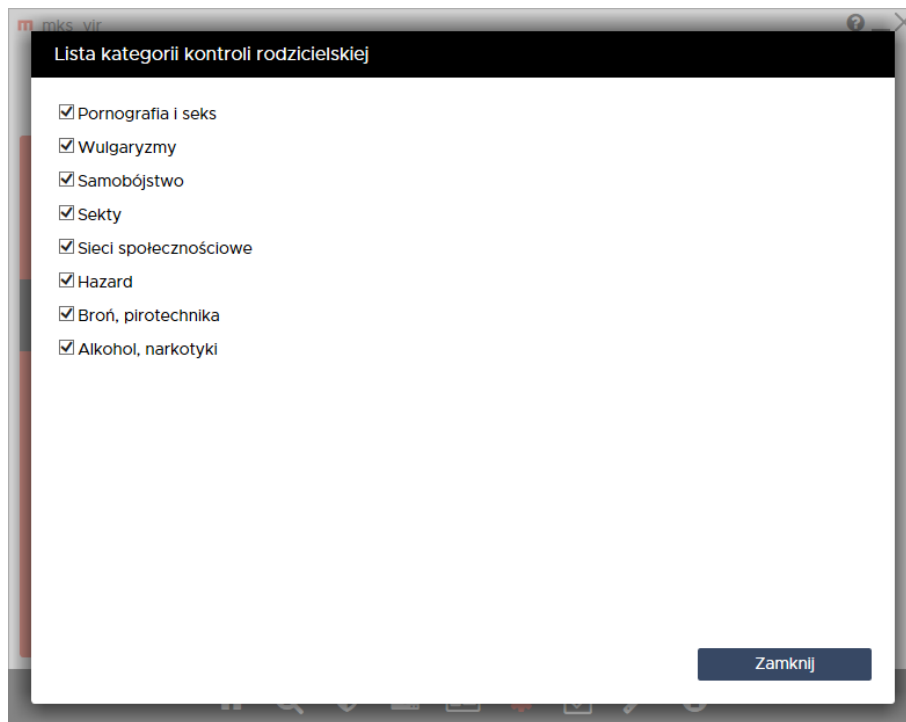 mks_vir
Lista kategorii kontroli rodzicielskiej
Pornografia i seks
Wulgaryzmy
Samobójstwo
Sekty
Sieci społecznościowe
Hazard
Broń, pirotechnika
Alkohol, narkotyki
Zamknij